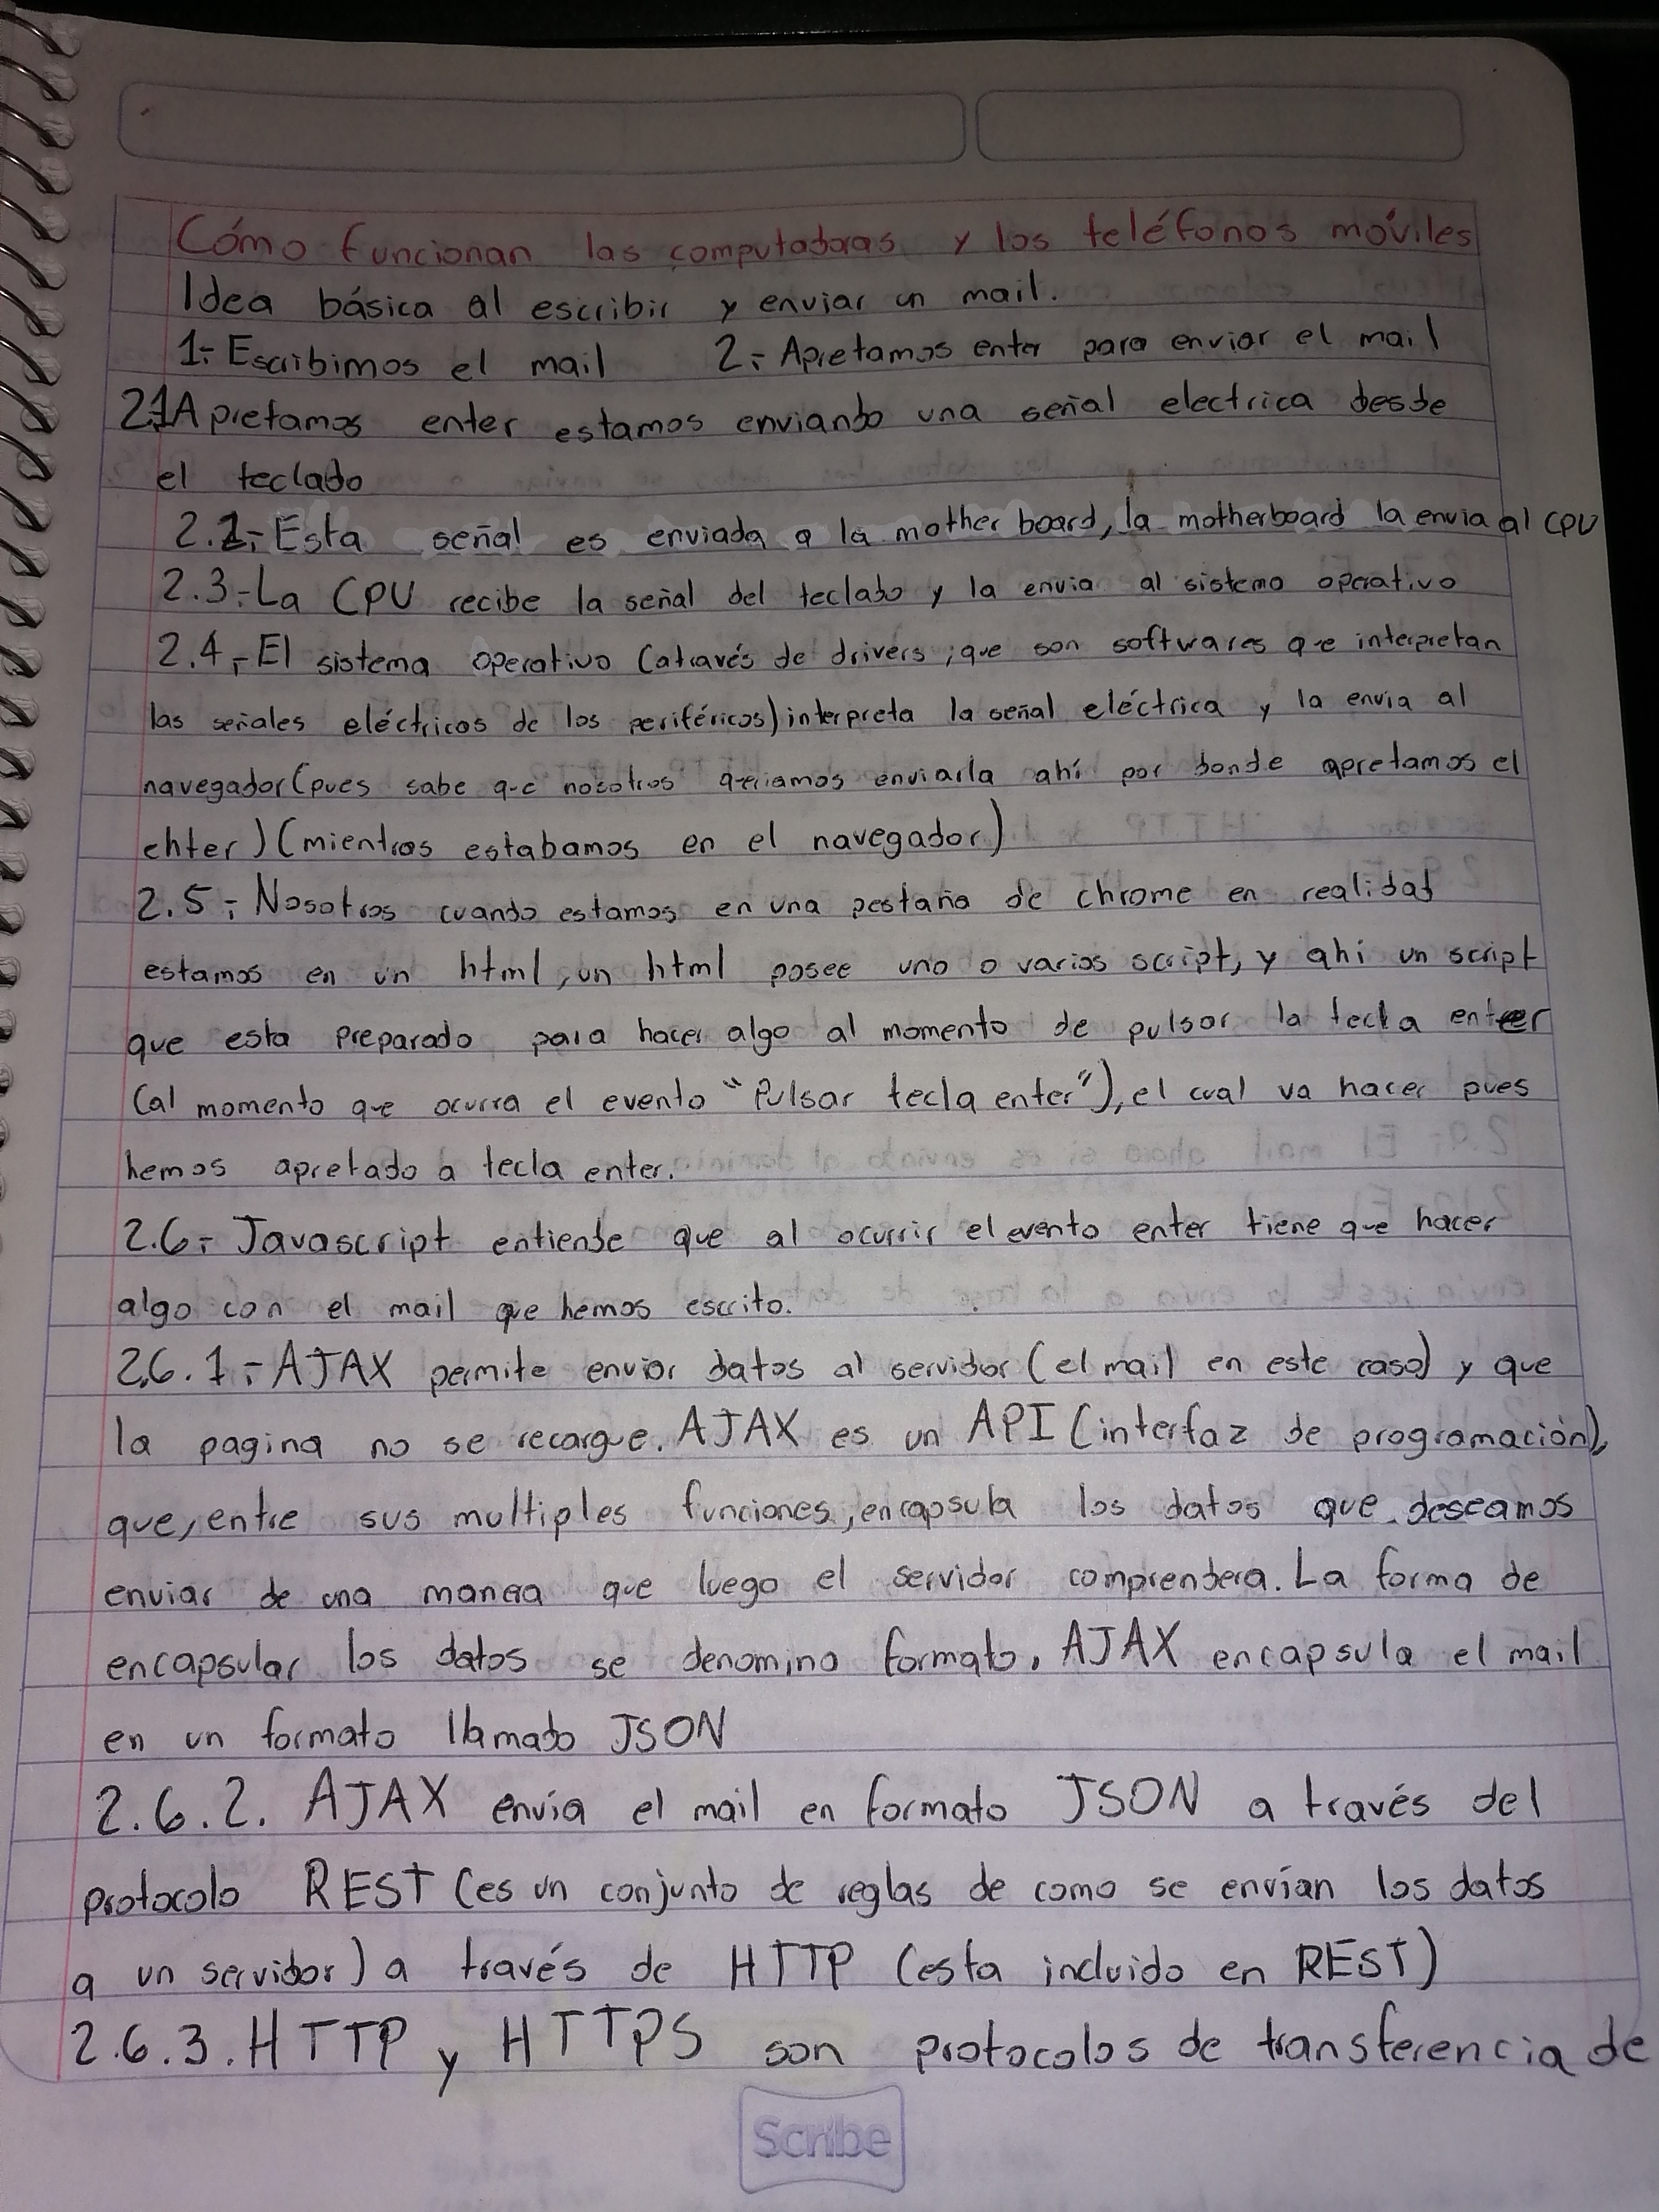 Cómo funcionan las computadoras y los teléfonos móviles
Idea básica al escribir y enviar un mail.
1.- Escribimos el mail 2.- Apretamos enter para enviar el mail
2.1 Apretamos enter estamos enviando una señal electrica desde
el teclado
2.2.- Esta señal es enviada a la mother board, la motherboard la envia al CPU
2.3.- La CPU recibe la señal del teclado y la envia al sistema operativo
2.4.- El sistema operativo (através de drivers, que son softwares que interpretan
las señales eléctricas de los periféricos) interpreta la señal eléctrica y la envia al
navegador (pues sabe que nosotros queriamos enviarla ahí por donde apretamos el
enter) (mientras estabamos en el navegador)
2.5.- Nosotros cuando estamos en una pestaña de chrome en realidad
estamos en un html, un html posee uno o varios script, y ahí un script
que esta preparado para hacer algo al momento de pulsar la tecla enter
(al momento que ocurra el evento "Pulsar tecla enter"), el cual va hacer pues
hemos apretado a tecla enter.
2.6.- Javascript entiende que al ocurrir el evento enter tiene que hacer
algo con el mail que hemos escrito.
2.6.1.- AJAX permite enviar datos al servidor (el mail en este caso) y que
la pagina no se recargue. AJAX es un API (interfaz de programación),
que, entre sus multiples funciones, encapsula los datos que deseamos
enviar de una manera que luego el servidor comprendera. La forma de
encapsular los datos se denomina formato. AJAX encapsula el mail
en un formato llamado JSON
2.6.2. AJAX envía el mail en formato JSON a través del
protocolo REST (es un conjunto de reglas de como se envían los datos
a un servidor) a través de HTTP (esta incluido en REST)
2.6.3. HTTP y HTTPS son protocolos de transferencia de
Scribe